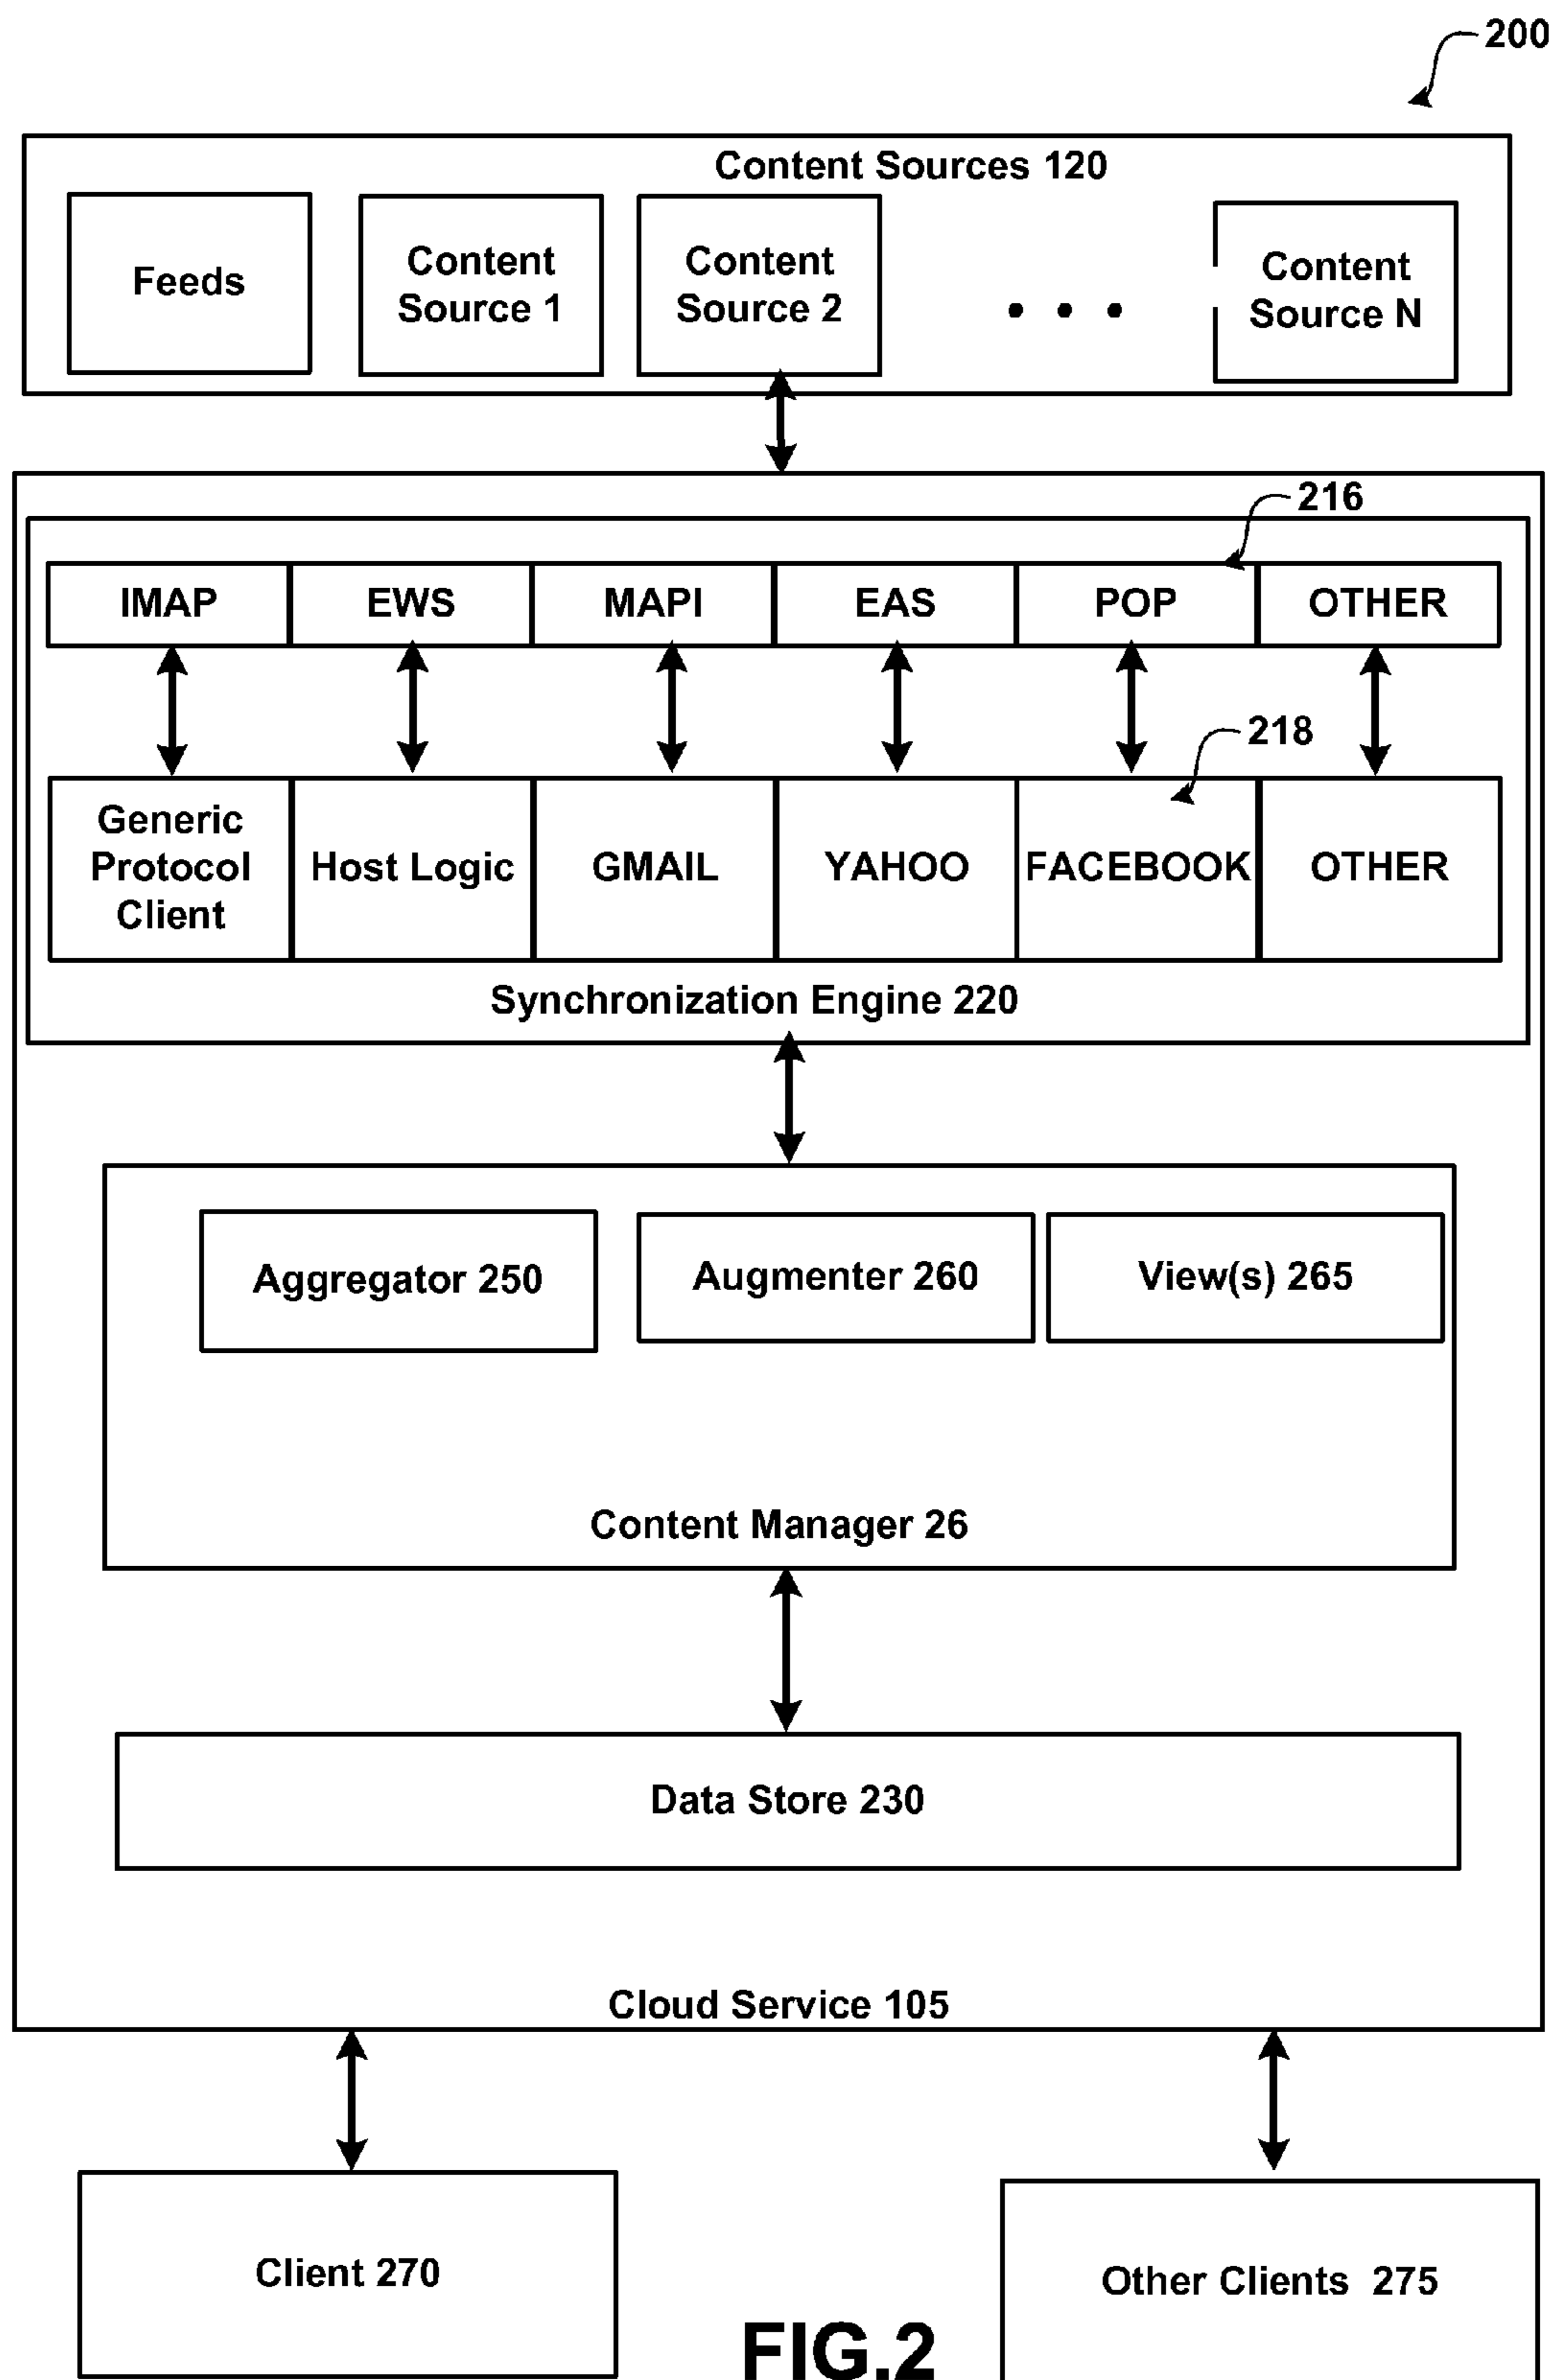 200
Content Sources 120
Feeds
Content
Source 1
Content
Source 2
. . .
Content
Source N
216
IMAP
EWS
MAPI
EAS
POP
OTHER
218
Generic
Protocol
Client
Host Logic
GMAIL
YAHOO
FACEBOOK
OTHER
Synchronization Engine 220
Aggregator 250
Augmenter 260
View(s) 265
Content Manager 26
Data Store 230
Cloud Service 105
Client 270
Other Clients 275
FIG.2